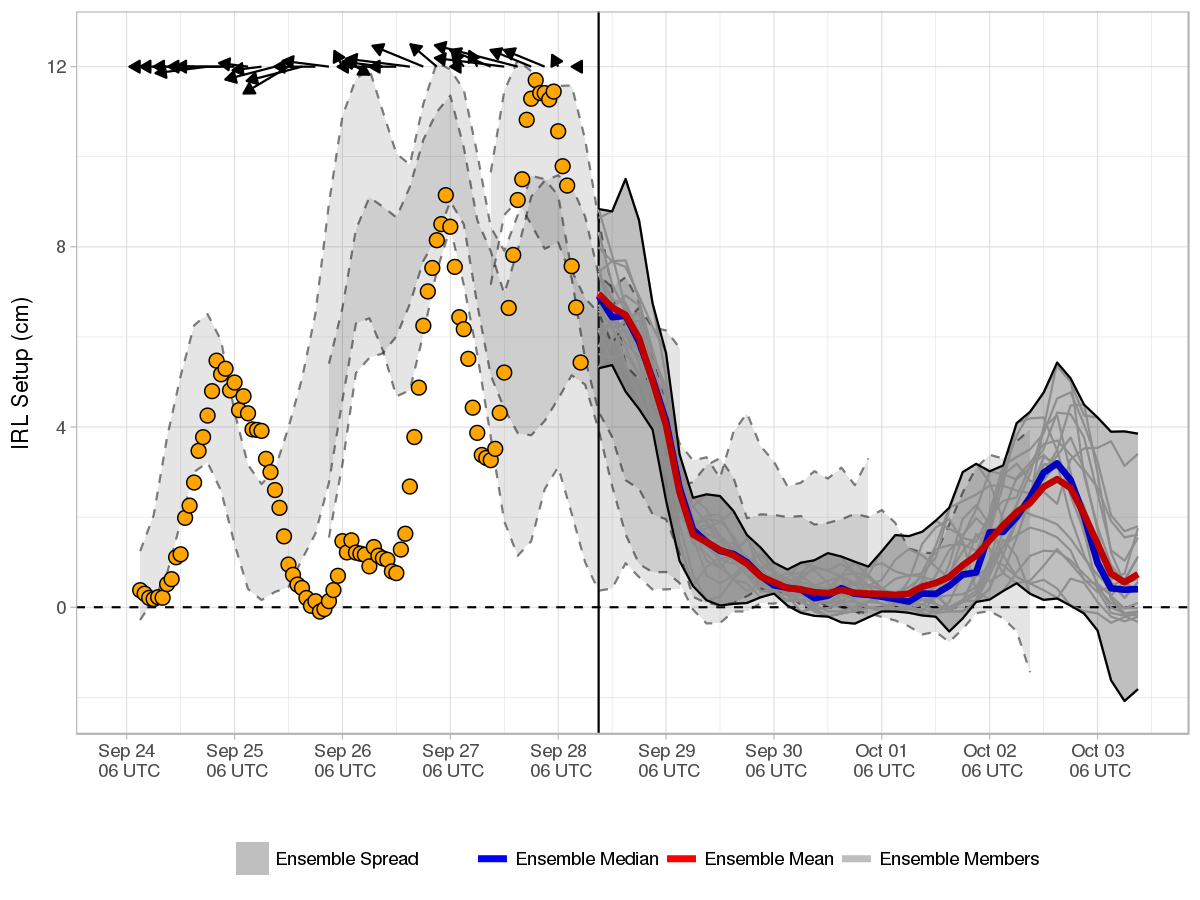 IRL Setup (cm)
12
8
4
0
Sep 24 Sep 25 Sep 26 Sep 27 Sep 28 Sep 29 Sep 30 Oct 01 Oct 02 Oct 03
06 UTC 06 UTC 06 UTC 06 UTC 06 UTC 06 UTC 06 UTC 06 UTC 06 UTC 06 UTC
Ensemble Spread Ensemble Median Ensemble Mean Ensemble Members